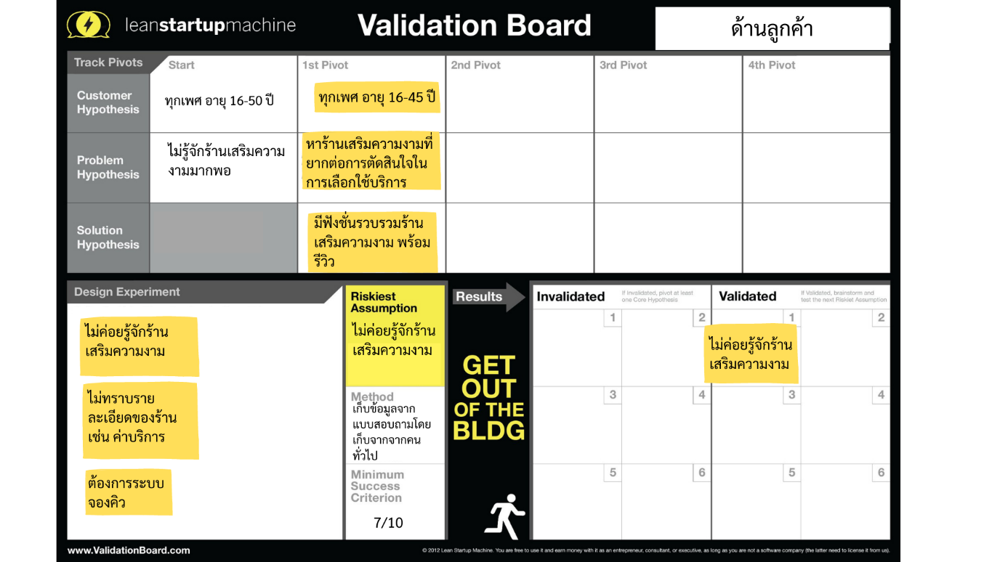 leanstartupmachine
Validation Board
ด้านลูกค้า
Track Pivots
Start
1st Pivot
2nd Pivot
3rd Pivot
4th Pivot
Customer
Hypothesis
ทุกเพศ อายุ 16-50 ปี
ทุกเพศ อายุ 16-45 ปี
Problem
Hypothesis
ไม่รู้จักร้านเสริมความ
งามมากพอ
หาร้านเสริมความงามที่
ยากต่อการตัดสินใจใน
การเลือกใช้บริการ
Solution
Hypothesis
มีฟังชั่นรวบรวมร้าน
เสริมความงาม พร้อม
รีวิว
Design Experiment
ไม่ค่อยรู้จักร้าน
เสริมความงาม
ไม่ทราบราย
ละเอียดของร้าน
เช่น ค่าบริการ
ต้องการระบบ
จองคิว
Riskiest
Assumption
ไม่ค่อยรู้จักร้าน
เสริมความงาม
Method
เก็บข้อมูลจาก
แบบสอบถามโดย
เก็บจากจากคน
ทั่วไป
Minimum
Success
Criterion
7/10
Results
GET
OUT
OF THE
BLDG
Invalidated
If invalidated, pivot at least
one Core Hypothesis
Validated
If Validated, brainstorm and
test the next Riskiet Assumption
1
2
1
2
ไม่ค่อยรู้จักร้าน
เสริมความงาม
3
4
3
4
5
6
5
6
www.ValidationBoard.com
© 2012 Lean Startup Machine. You are free to use it and earn money with it as an entrepreneur, consultant, or executive, as long as you are not a software company (the latter need to license it from us).